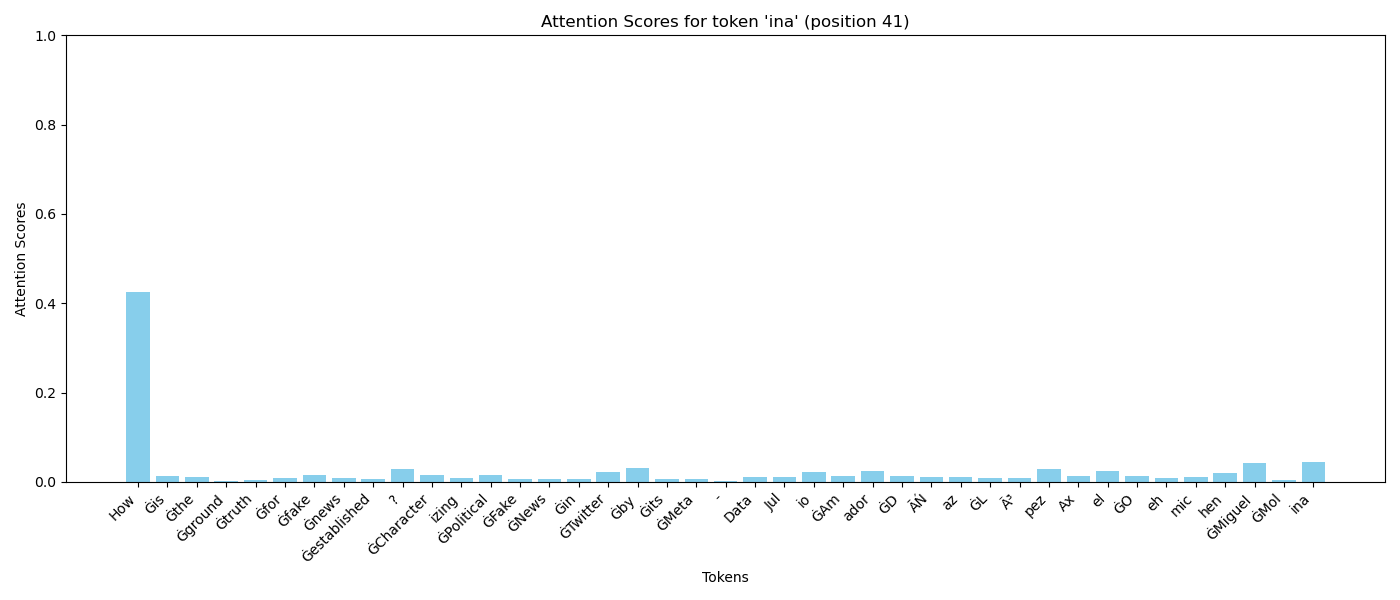 Attention Scores for token 'ina' (position 41)
1.0
0.8
0.6
0.4
0.2
0.0
Attention Scores
How
Ġis
Ġthe
Ġground
Ġtruth
Ġfor
Ġfake
Ġnews
Ġestablished
?
ĠCharacter
izing
ĠPolitical
ĠFake
ĠNews
Ġin
ĠTwitter
Ġby
Ġits
ĠMeta
-
Data
Jul
io
ĠAm
ador
ĠD
ÃŃ
az
ĠL
Ã³
pez
Ax
el
ĠO
eh
mic
hen
ĠMiguel
ĠMol
ina
Tokens